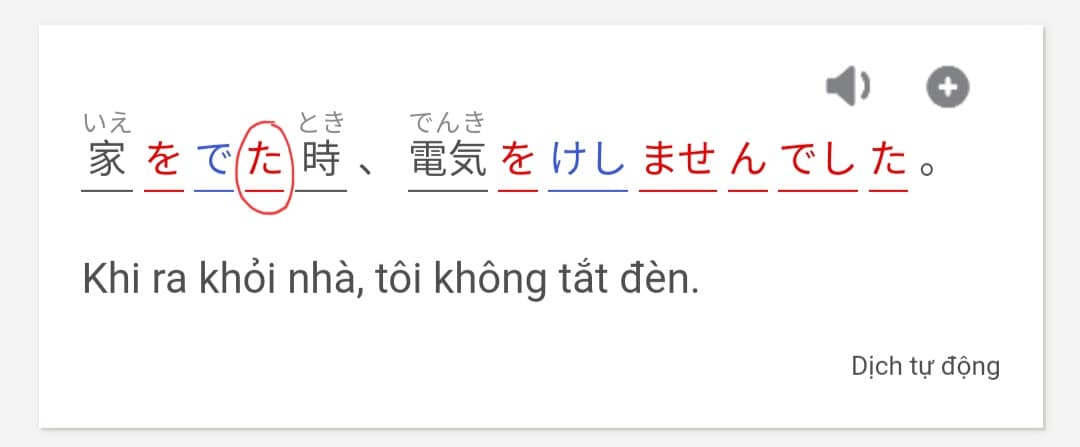 いえ とき でんき
家をでた時、電気をけしませんでした。
Khi ra khỏi nhà, tôi không tắt đèn.
Dịch tự động